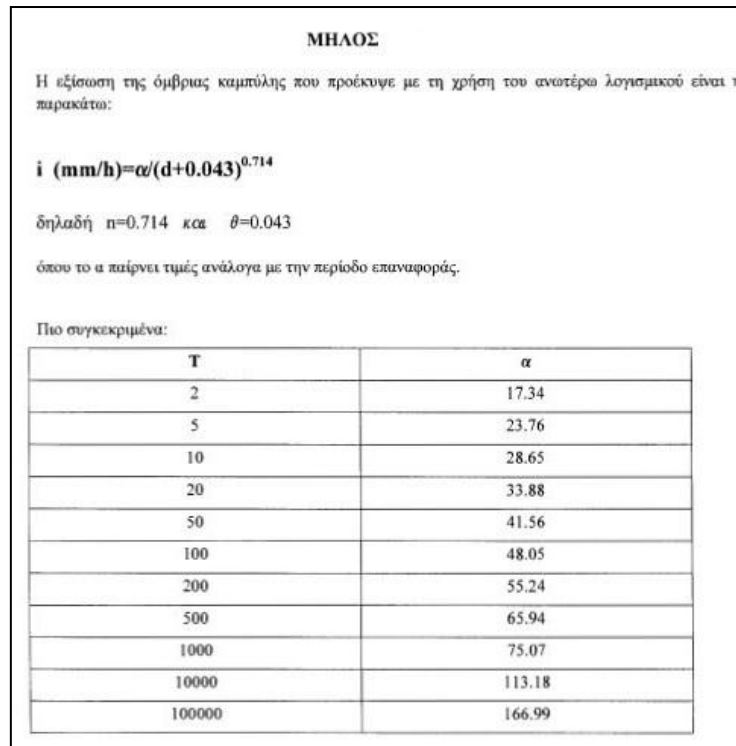 ΜΗΛΟΣ
Η εξίσωση της όμβριας καμπύλης που προέκυψε με τη χρήση του ανωτέρω λογισμικού είναι
παρακάτω:
i (mm/h)=α/(d+0.043)^0.714
δηλαδή n=0.714 και θ=0.043
όπου το α παίρνει τιμές ανάλογα με την περίοδο επαναφοράς.
Πιο συγκεκριμένα:
T α
2 17.34
5 23.76
10 28.65
20 33.88
50 41.56
100 48.05
200 55.24
500 65.94
1000 75.07
10000 113.18
100000 166.99